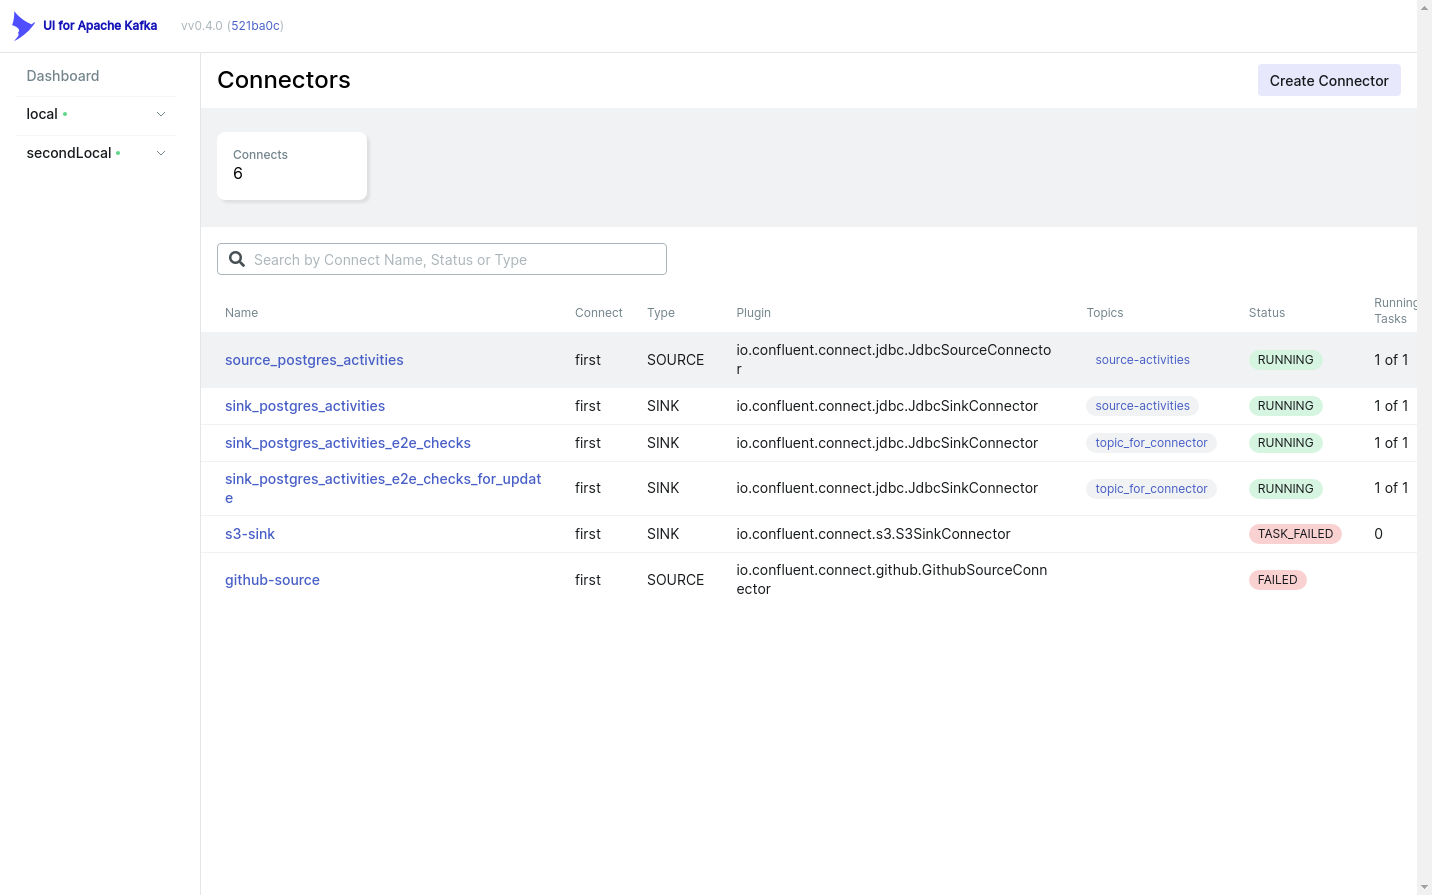 UI for Apache Kafka
vv0.4.0 (521ba0c)
Dashboard
local
secondLocal
Connectors
Create Connector
Connects
6
Search by Connect Name, Status or Type
Name Connect Type Plugin Topics Status Running
Tasks
source_postgres_activities first SOURCE io.confluent.connect.jdbc.JdbcSourceConnecto
r source-activities RUNNING 1 of 1
sink_postgres_activities first SINK io.confluent.connect.jdbc.JdbcSinkConnector source-activities RUNNING 1 of 1
sink_postgres_activities_e2e_checks first SINK io.confluent.connect.jdbc.JdbcSinkConnector topic_for_connector RUNNING 1 of 1
sink_postgres_activities_e2e_checks_for_updat
e first SINK io.confluent.connect.jdbc.JdbcSinkConnector topic_for_connector RUNNING 1 of 1
s3-sink first SINK io.confluent.connect.s3.S3SinkConnector TASK_FAILED 0
github-source first SOURCE io.confluent.connect.github.GithubSourceConn
ector FAILED